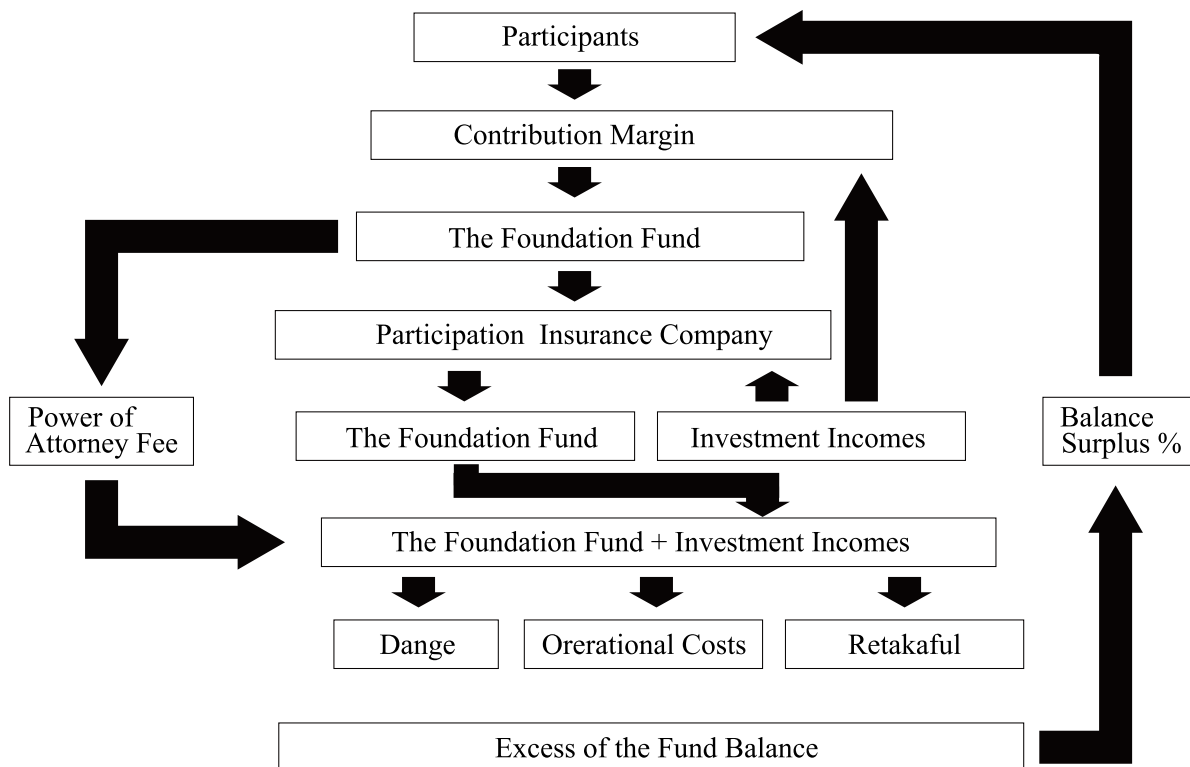 Participants
Contribution Margin
The Foundation Fund
Participation Insurance Company
Power of
Attorney Fee
The Foundation Fund
Investment Incomes
Balance
Surplus %
The Foundation Fund + Investment Incomes
Dange
Orerational Costs
Retakaful
Excess of the Fund Balance